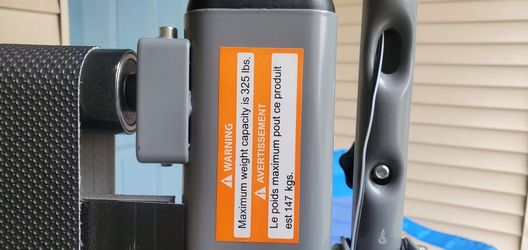 WARNING
Maximum weight capacity is 325 lbs.
AVERTISSEMENT
Le poids maximum pout ce produit
est 147 kgs.